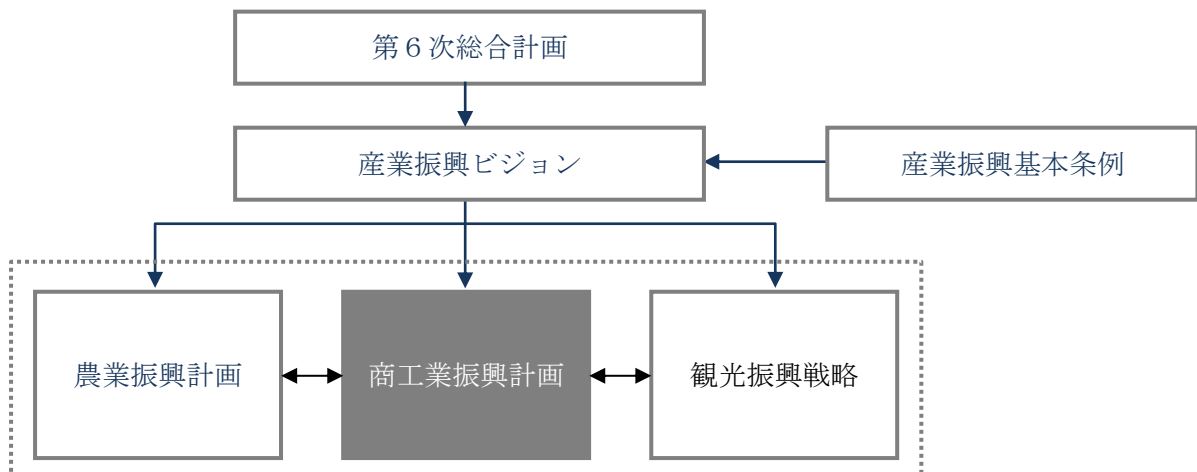 第６次総合計画
産業振興ビジョン
産業振興基本条例
農業振興計画
商工業振興計画
観光振興戦略